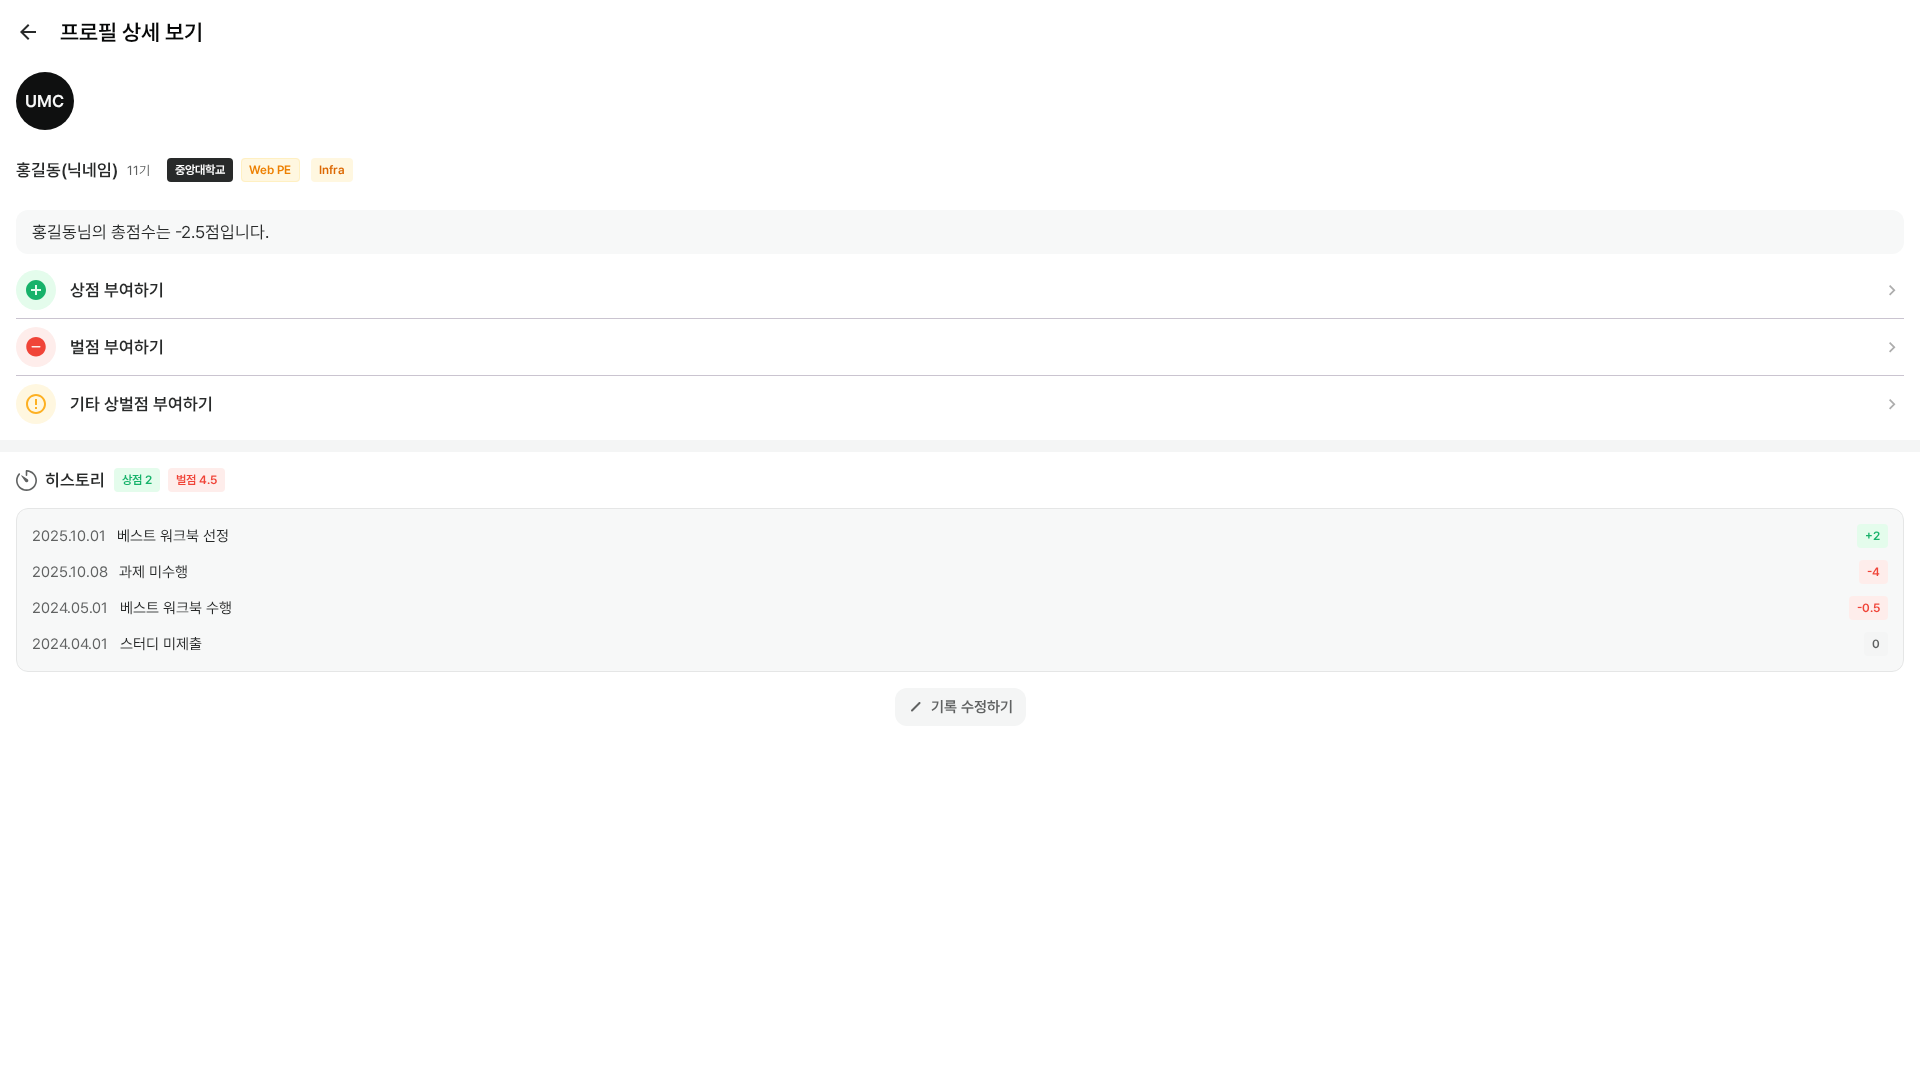 프로필 상세 보기
UMC
홍길동(닉네임) 11기 중앙대학교 Web PE Infra
홍길동님의 총점수는 -2.5점입니다.
상점 부여하기
벌점 부여하기
기타 상벌점 부여하기
히스토리 상점 2 벌점 4.5
2025.10.01 베스트 워크북 선정 +2
2025.10.08 과제 미수행 -4
2024.05.01 베스트 워크북 수행 -0.5
2024.04.01 스터디 미제출 0
기록 수정하기